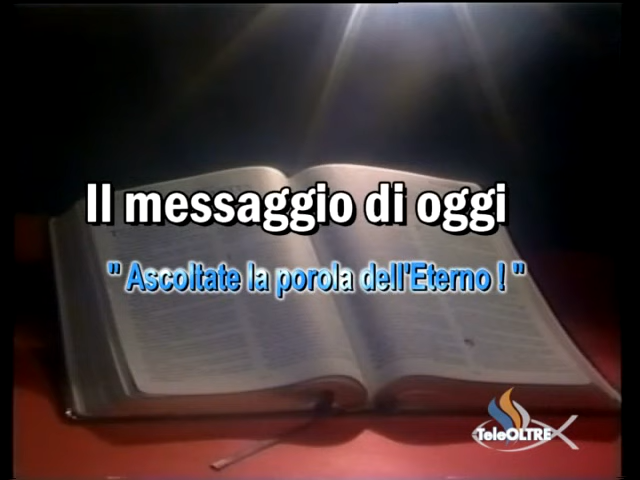 Il messaggio di oggi
" Ascoltate la porola dell'Eterno ! "
TeleOLTRE